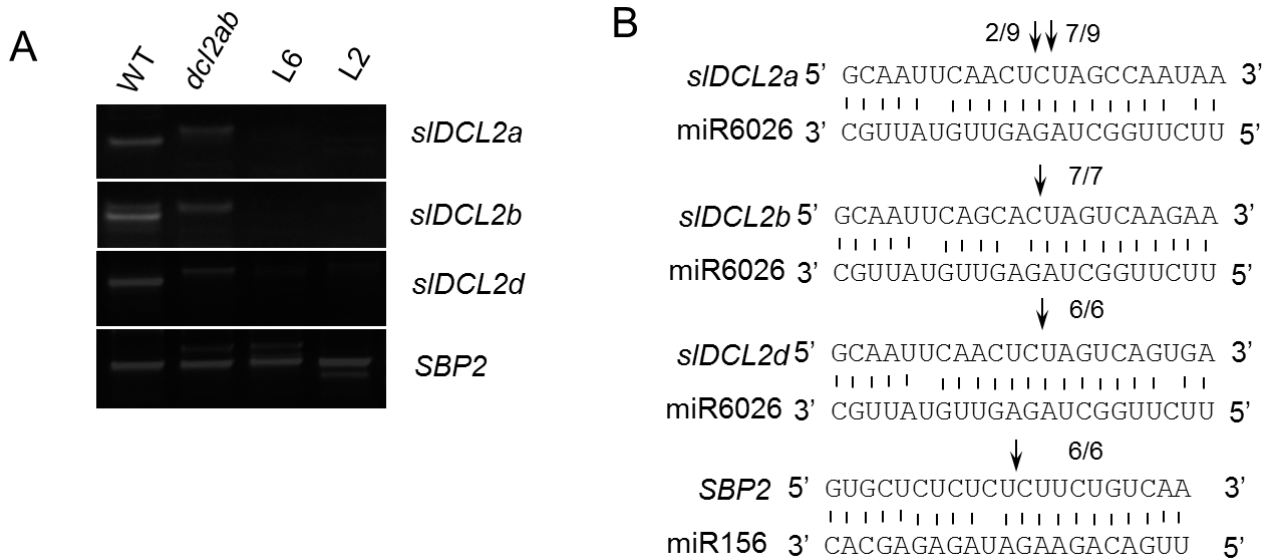 A
WT dcl2ab L6 L2
slDCL2a
slDCL2b
slDCL2d
SBP2
B
2/9 7/9
slDCL2a 5’ GCAAUUCAACUCUAGCCAAUAA 3’
miR6026 3’ CGUUAUGUUGAGAUCGGUUCUU 5’
7/7
slDCL2b 5’ GCAAUUCAGCACUAGUCAAGAA 3’
miR6026 3’ CGUUAUGUUGAGAUCGGUUCUU 5’
6/6
slDCL2d 5’ GCAAUUCAACUCUAGUCAGUGA 3’
miR6026 3’ CGUUAUGUUGAGAUCGGUUCUU 5’
6/6
SBP2 5’ GUGCUCUCUCUCUUCUGUCAA 3’
miR156 3’ CACGAGAGAUAGAAGACAGUU 5’